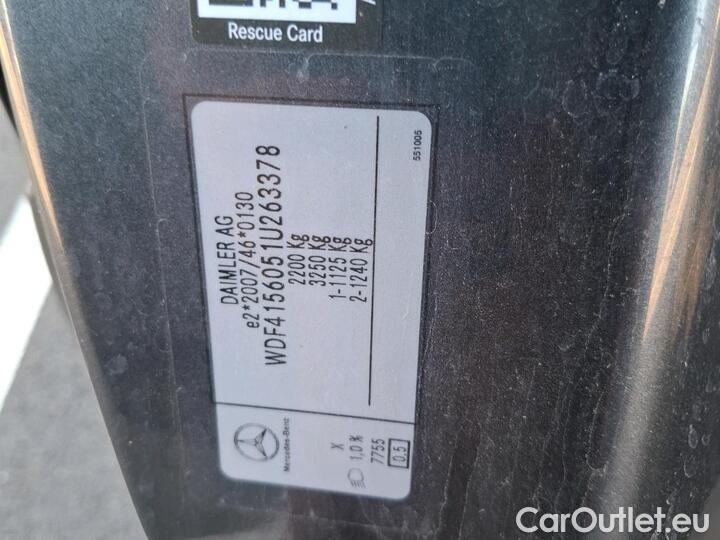 Rescue Card
DAIMLER AG
e2*2007/46*0130
WDF4156051U263378
2200 Kg
3250 Kg
1-1125 Kg
2-1240 Kg
551005
Mercedes-Benz
X
1,0%
7755
0.5
CarOutlet.eu